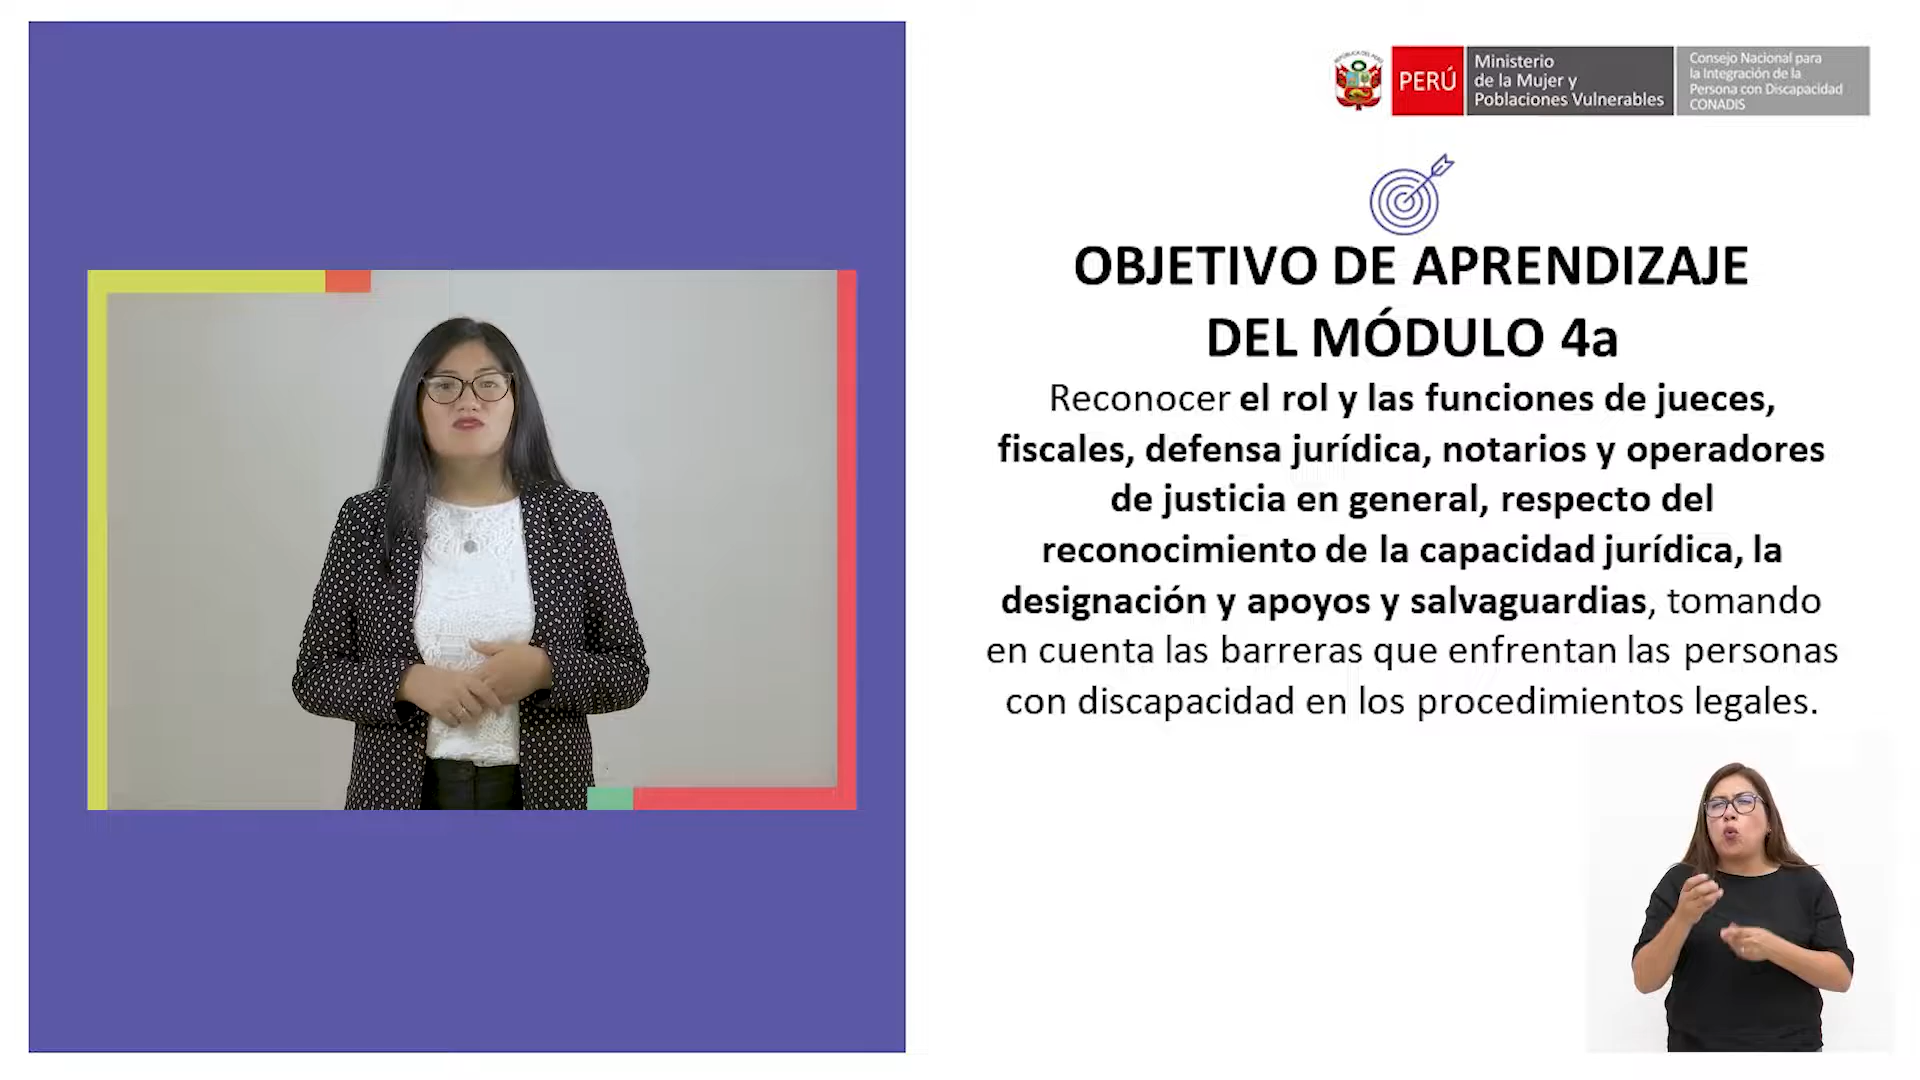 REPÚBLICA DEL PERÚ
PERÚ
Ministerio
de la Mujer y
Poblaciones Vulnerables
Consejo Nacional para
la Integración de la
Persona con Discapacidad
CONADIS
OBJETIVO DE APRENDIZAJE
DEL MÓDULO 4a
Reconocer el rol y las funciones de jueces,
fiscales, defensa jurídica, notarios y operadores
de justicia en general, respecto del
reconocimiento de la capacidad jurídica, la
designación y apoyos y salvaguardias, tomando
en cuenta las barreras que enfrentan las personas
con discapacidad en los procedimientos legales.